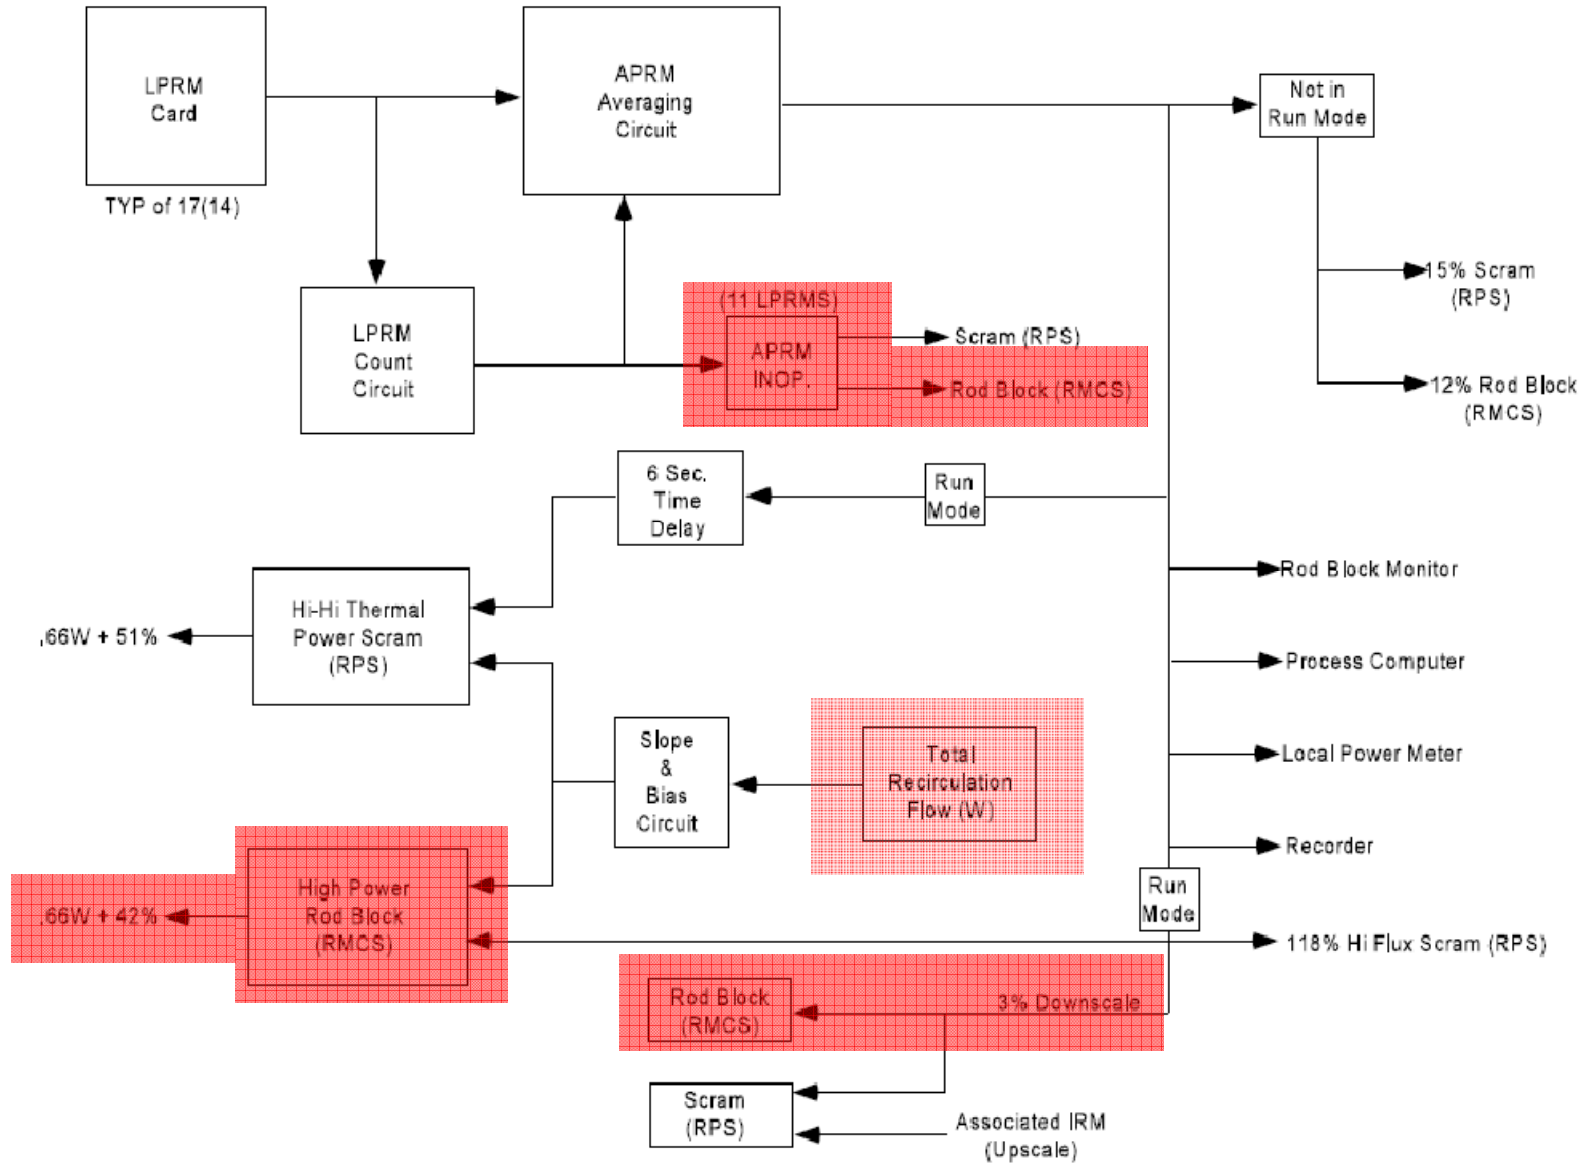 LPRM
Card
TYP of 17(14)
APRM
Averaging
Circuit
Not in
Run Mode
15% Scram
(RPS)
12% Rod Block
(RMCS)
LPRM
Count
Circuit
(11 LPRMS)
APRM
INOP.
Scram (RPS)
Rod Block (RMCS)
6 Sec.
Time
Delay
Run
Mode
Hi-Hi Thermal
Power Scram
(RPS)
.66W + 51%
Rod Block Monitor
Process Computer
Local Power Meter
Recorder
Slope
&
Bias
Circuit
Total
Recirculation
Flow (W)
High Power
Rod Block
(RMCS)
.66W + 42%
Run
Mode
118% Hi Flux Scram (RPS)
Rod Block
(RMCS)
3% Downscale
Scram
(RPS)
Associated IRM
(Upscale)